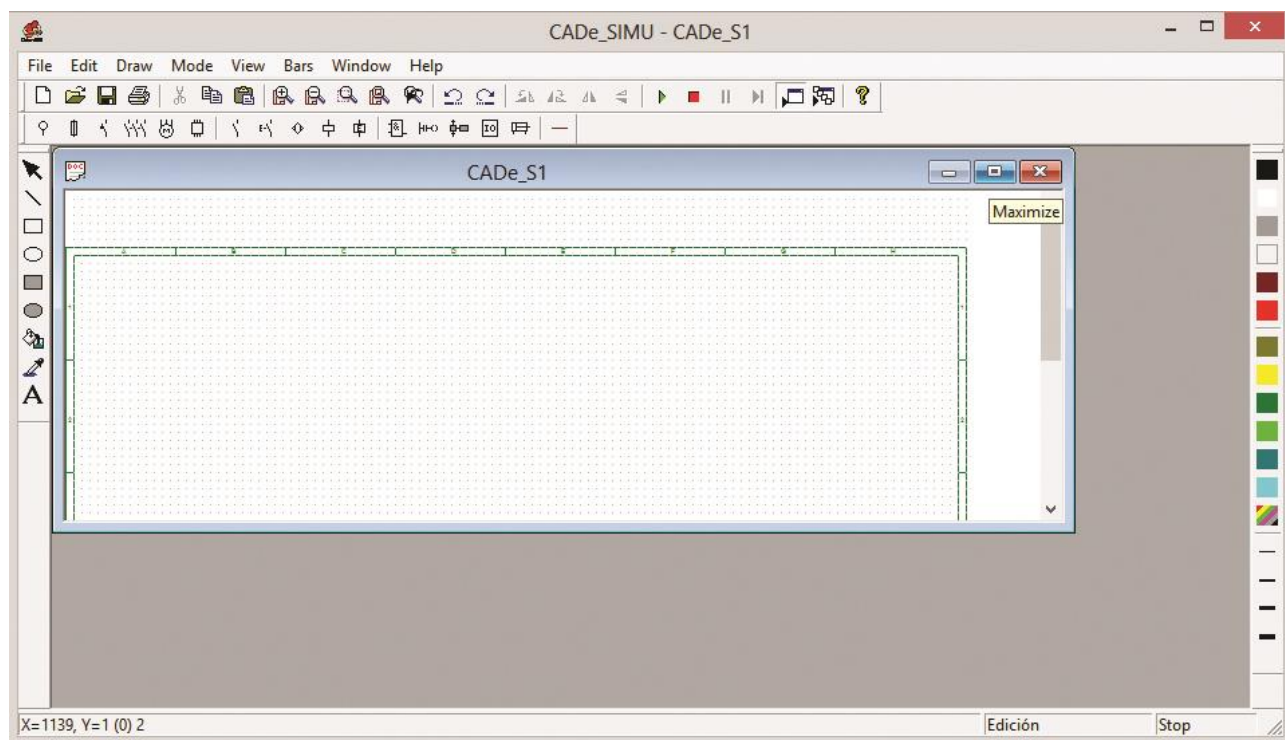 CADe_SIMU - CADe_S1
File Edit Draw Mode View Bars Window Help
CADe_S1
Maximize
A B C D E F G H
X=1139, Y=1 (0) 2 Edición Stop